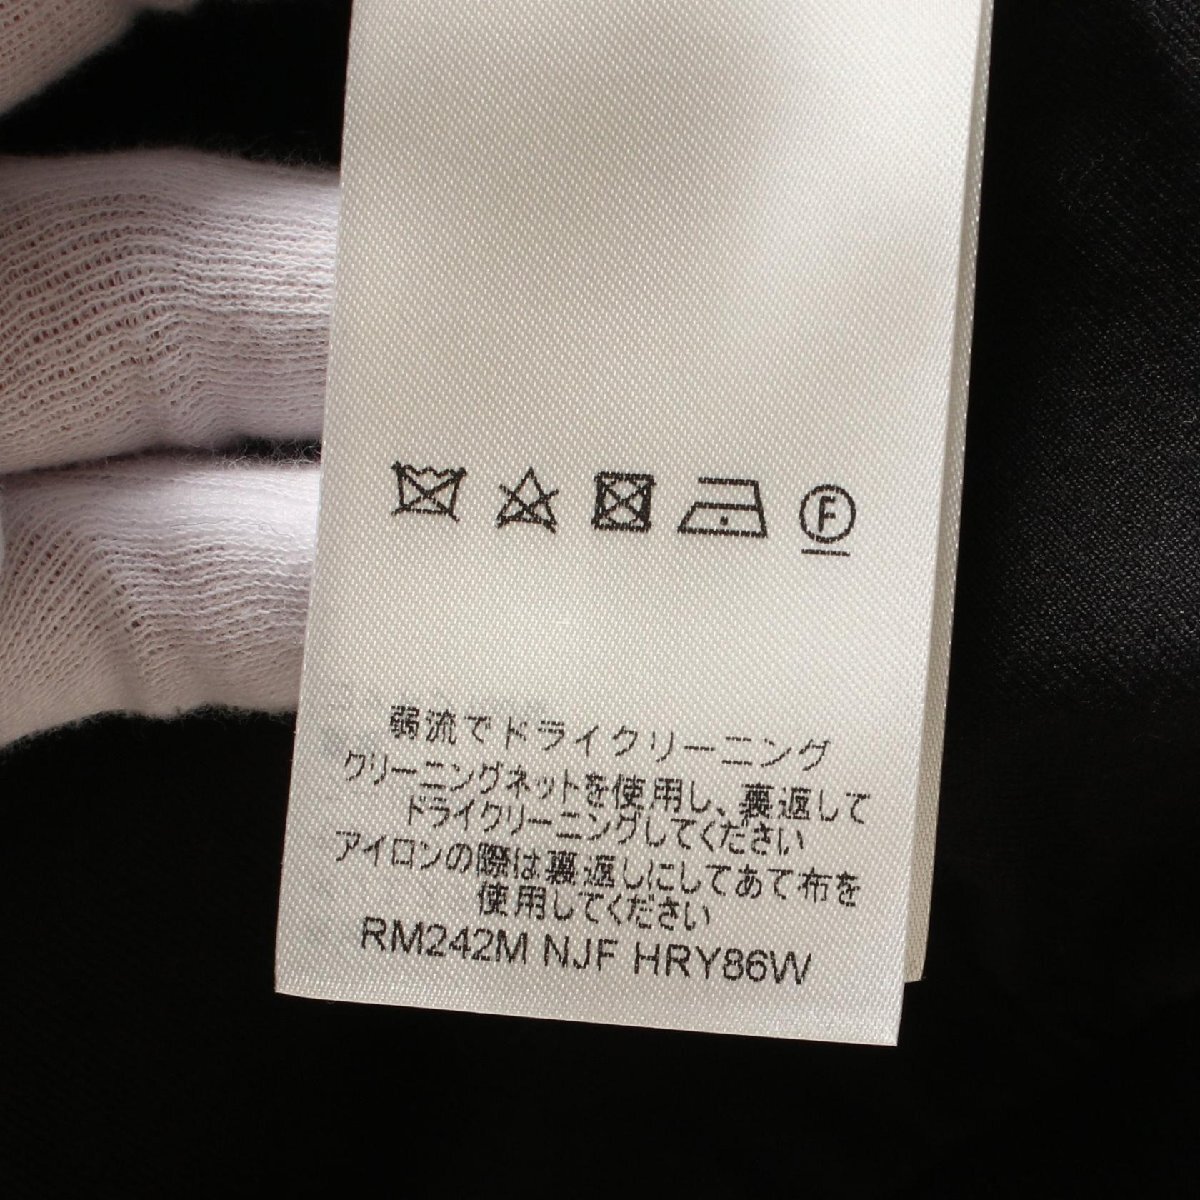 F
弱流でドライクリーニング
クリーニングネットを使用し、裏返して
ドライクリーニングしてください
アイロンの際は裏返しにしてあて布を
使用してください
RM242M NJF HRY86W